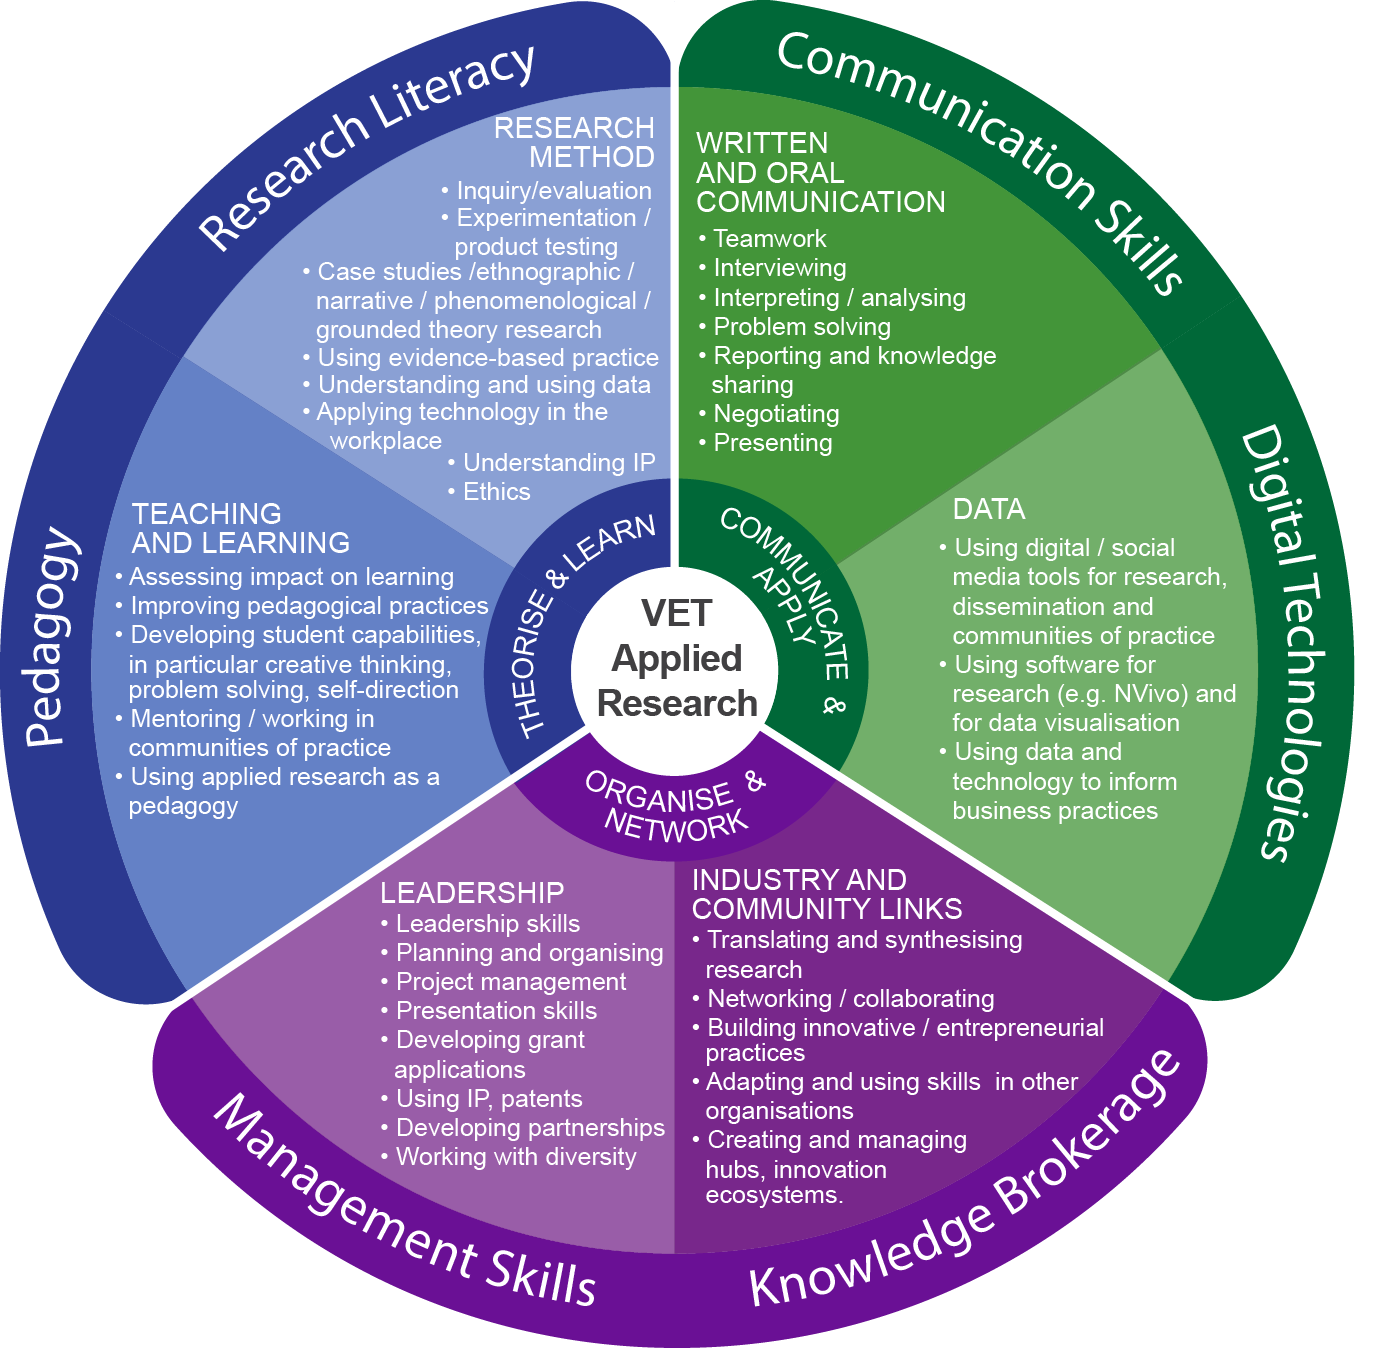 Research Literacy
RESEARCH
METHOD
• Inquiry/evaluation
• Experimentation /
product testing
• Case studies /ethnographic /
narrative / phenomenological /
grounded theory research
• Using evidence-based practice
• Understanding and using data
• Applying technology in the
workplace
• Understanding IP
• Ethics
Communication Skills
WRITTEN
AND ORAL
COMMUNICATION
• Teamwork
• Interviewing
• Interpreting / analysing
• Problem solving
• Reporting and knowledge
sharing
• Negotiating
• Presenting
Pedagogy
TEACHING
AND LEARNING
• Assessing impact on learning
• Improving pedagogical practices
• Developing student capabilities,
in particular creative thinking,
problem solving, self-direction
• Mentoring / working in
communities of practice
• Using applied research as a
pedagogy
THEORISE & LEARN
COMMUNICATE &
APPLY
VET
Applied
Research
ORGANISE &
NETWORK
Digital Technologies
DATA
• Using digital / social
media tools for research,
dissemination and
communities of practice
• Using software for
research (e.g. NVivo) and
for data visualisation
• Using data and
technology to inform
business practices
LEADERSHIP
• Leadership skills
• Planning and organising
• Project management
• Presentation skills
• Developing grant
applications
• Using IP, patents
• Developing partnerships
• Working with diversity
Management Skills
INDUSTRY AND
COMMUNITY LINKS
• Translating and synthesising
research
• Networking / collaborating
• Building innovative / entrepreneurial
practices
• Adapting and using skills in other
organisations
• Creating and managing
hubs, innovation
ecosystems.
Knowledge Brokerage